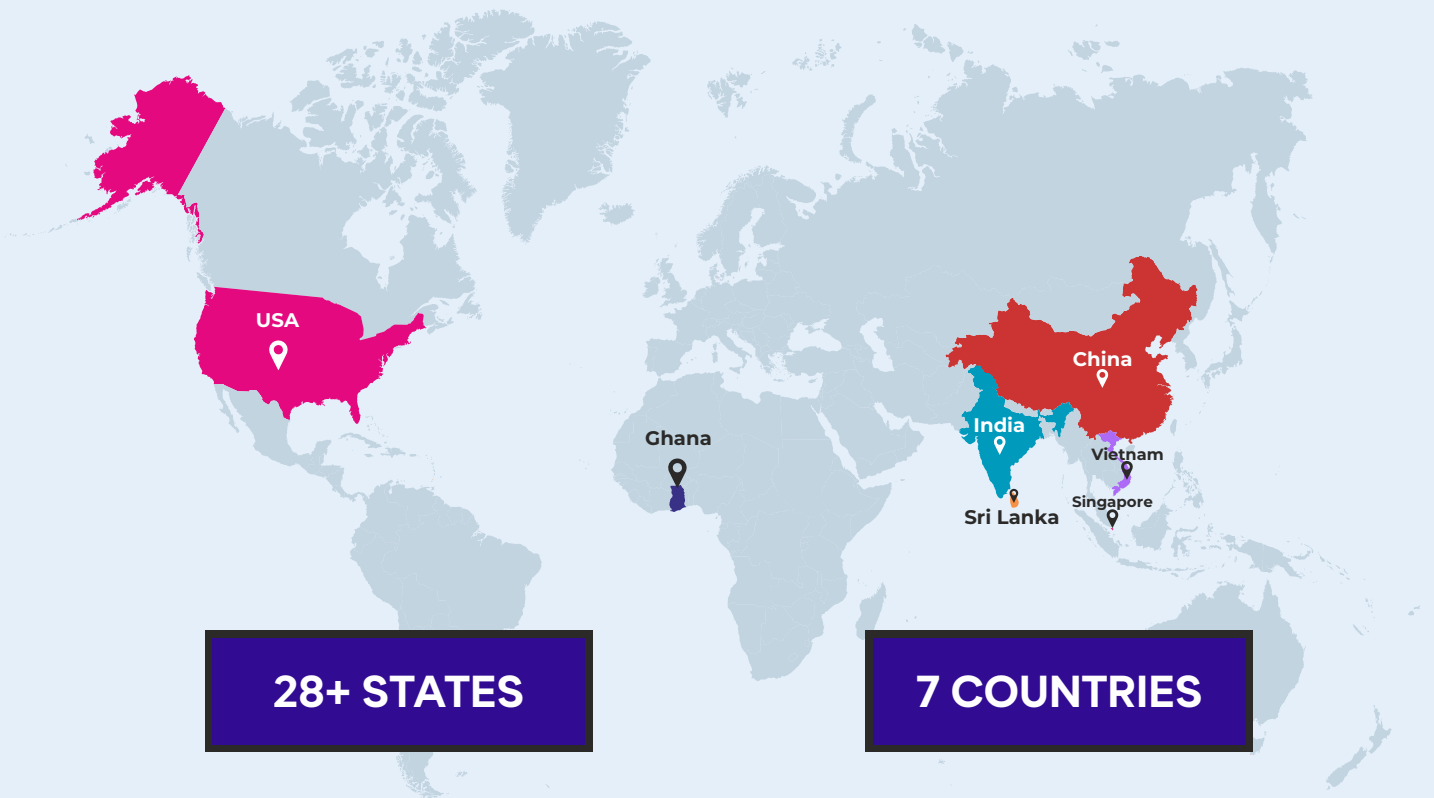 USA
China
India
Ghana
Vietnam
Singapore
Sri Lanka
28+ STATES
7 COUNTRIES